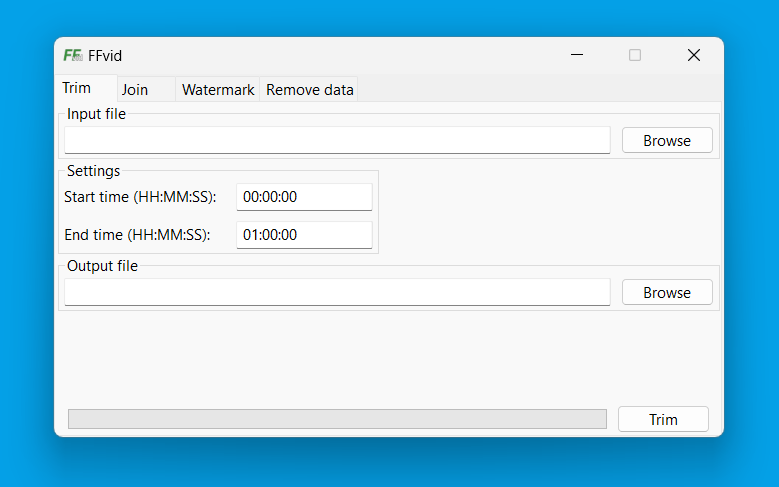 FF FFvid
Trim Join Watermark Remove data
Input file
Browse
Settings
Start time (HH:MM:SS): 00:00:00
End time (HH:MM:SS): 01:00:00
Output file
Browse
Trim